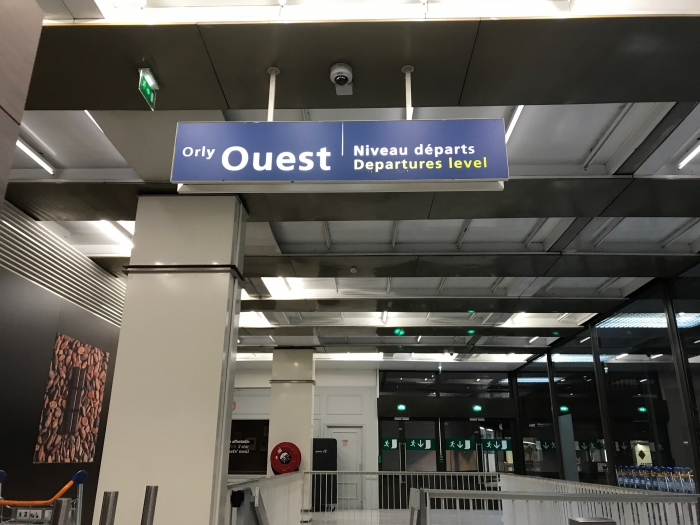 Orly Ouest
Niveau départs
Departures level